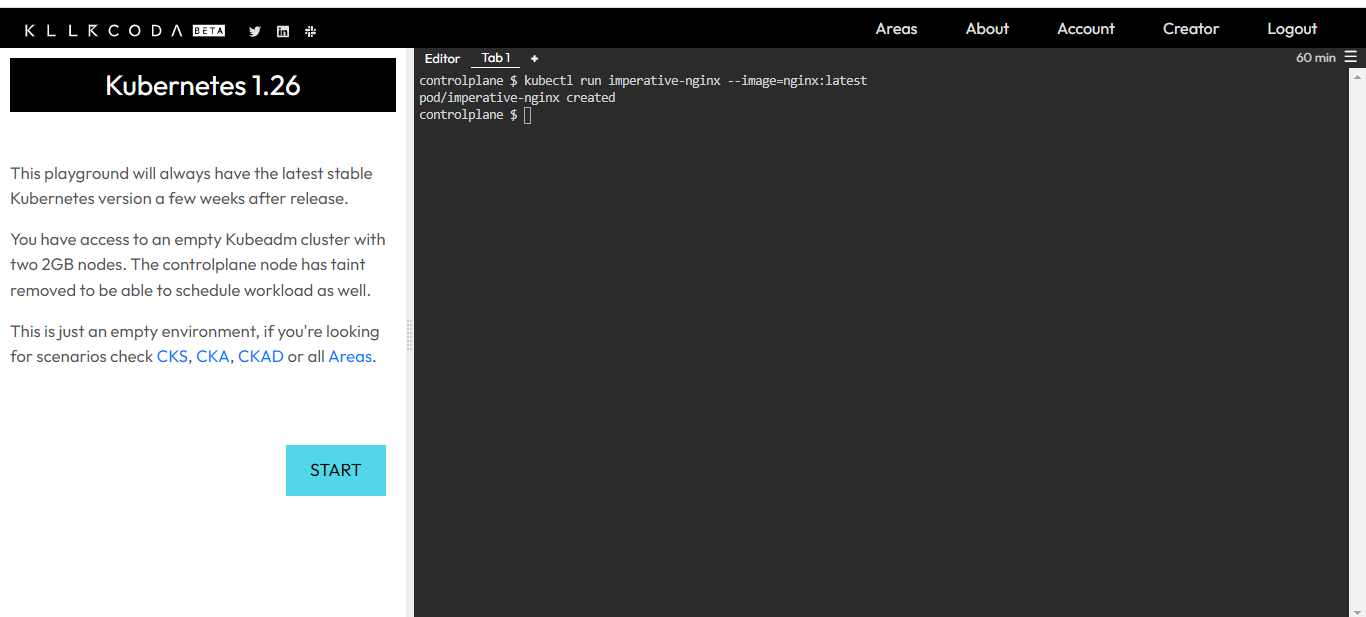 KLLRCODA BETA
Areas About Account Creator Logout
Kubernetes 1.26
This playground will always have the latest stable
Kubernetes version a few weeks after release.
You have access to an empty Kubeadm cluster with
two 2GB nodes. The controlplane node has taint
removed to be able to schedule workload as well.
This is just an empty environment, if you're looking
for scenarios check CKS, CKA, CKAD or all Areas.
START
Editor Tab 1 +
60 min
controlplane $ kubectl run imperative-nginx --image=nginx:latest
pod/imperative-nginx created
controlplane $